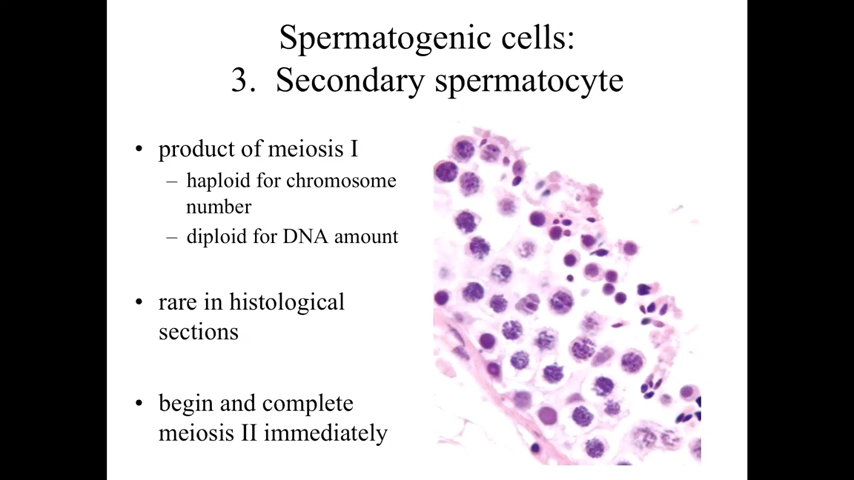 Spermatogenic cells:
3. Secondary spermatocyte
• product of meiosis I
– haploid for chromosome
number
– diploid for DNA amount
• rare in histological
sections
• begin and complete
meiosis II immediately